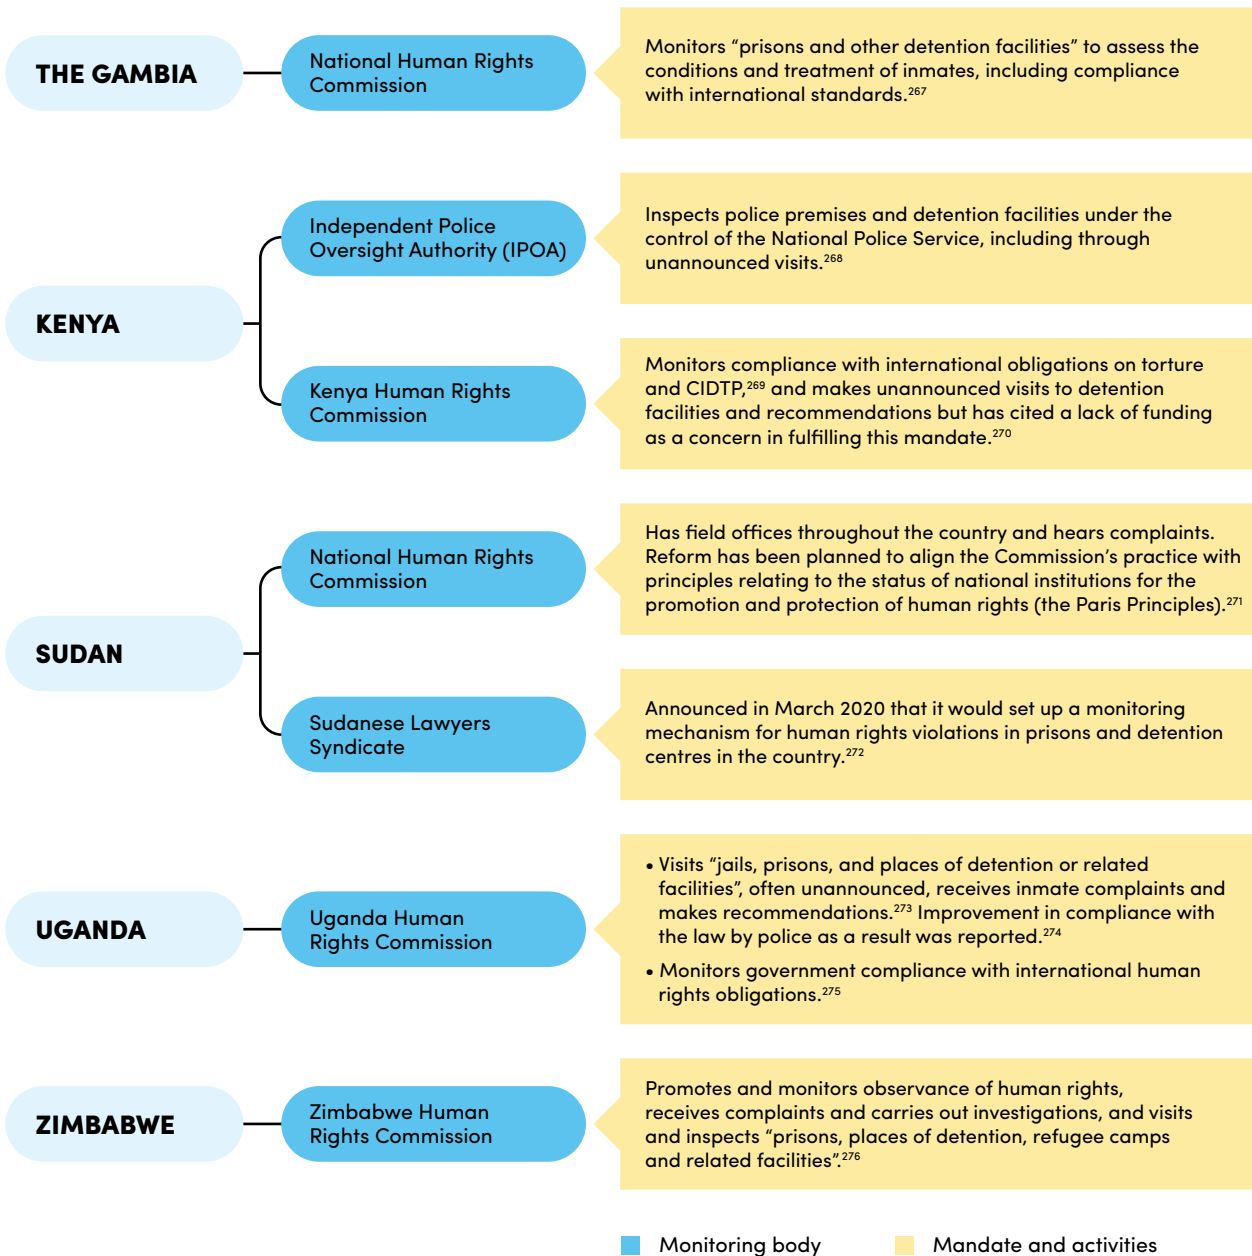 THE GAMBIA
National Human Rights
Commission
Monitors “prisons and other detention facilities” to assess the
conditions and treatment of inmates, including compliance
with international standards.267
KENYA
Independent Police
Oversight Authority (IPOA)
Inspects police premises and detention facilities under the
control of the National Police Service, including through
unannounced visits.268
Kenya Human Rights
Commission
Monitors compliance with international obligations on torture
and CIDTP,269 and makes unannounced visits to detention
facilities and recommendations but has cited a lack of funding
as a concern in fulfilling this mandate.270
SUDAN
National Human Rights
Commission
Has field offices throughout the country and hears complaints.
Reform has been planned to align the Commission’s practice with
principles relating to the status of national institutions for the
promotion and protection of human rights (the Paris Principles).271
Sudanese Lawyers
Syndicate
Announced in March 2020 that it would set up a monitoring
mechanism for human rights violations in prisons and detention
centres in the country.272
UGANDA
Uganda Human
Rights Commission
• Visits “jails, prisons, and places of detention or related
facilities”, often unannounced, receives inmate complaints and
makes recommendations.273 Improvement in compliance with
the law by police as a result was reported.274
• Monitors government compliance with international human
rights obligations.275
ZIMBABWE
Zimbabwe Human
Rights Commission
Promotes and monitors observance of human rights,
receives complaints and carries out investigations, and visits
and inspects “prisons, places of detention, refugee camps
and related facilities”.276
Monitoring body
Mandate and activities